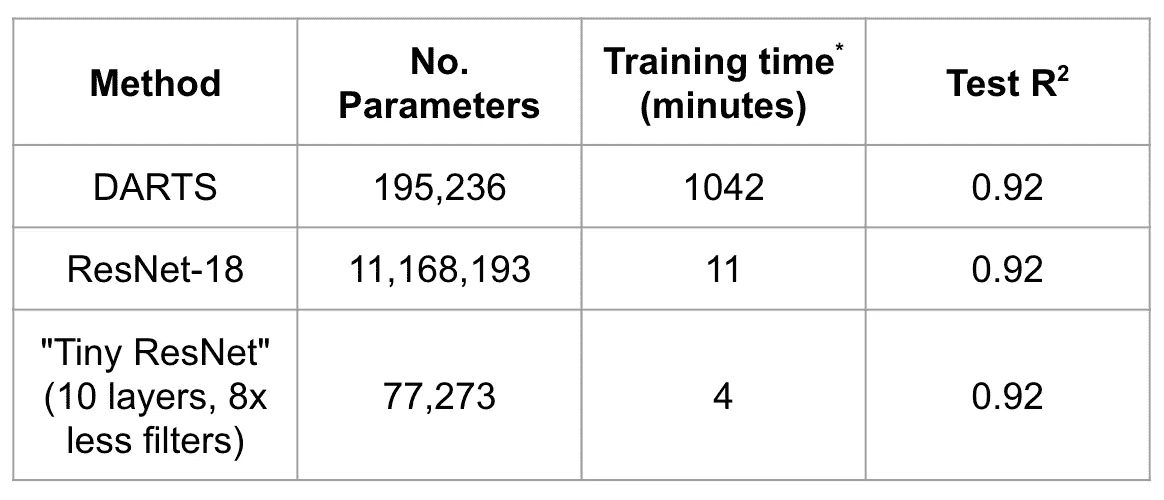 Method
No.
Parameters
Training time*
(minutes)
Test R²
DARTS
195,236
1042
0.92
ResNet-18
11,168,193
11
0.92
"Tiny ResNet"
(10 layers, 8x
less filters)
77,273
4
0.92